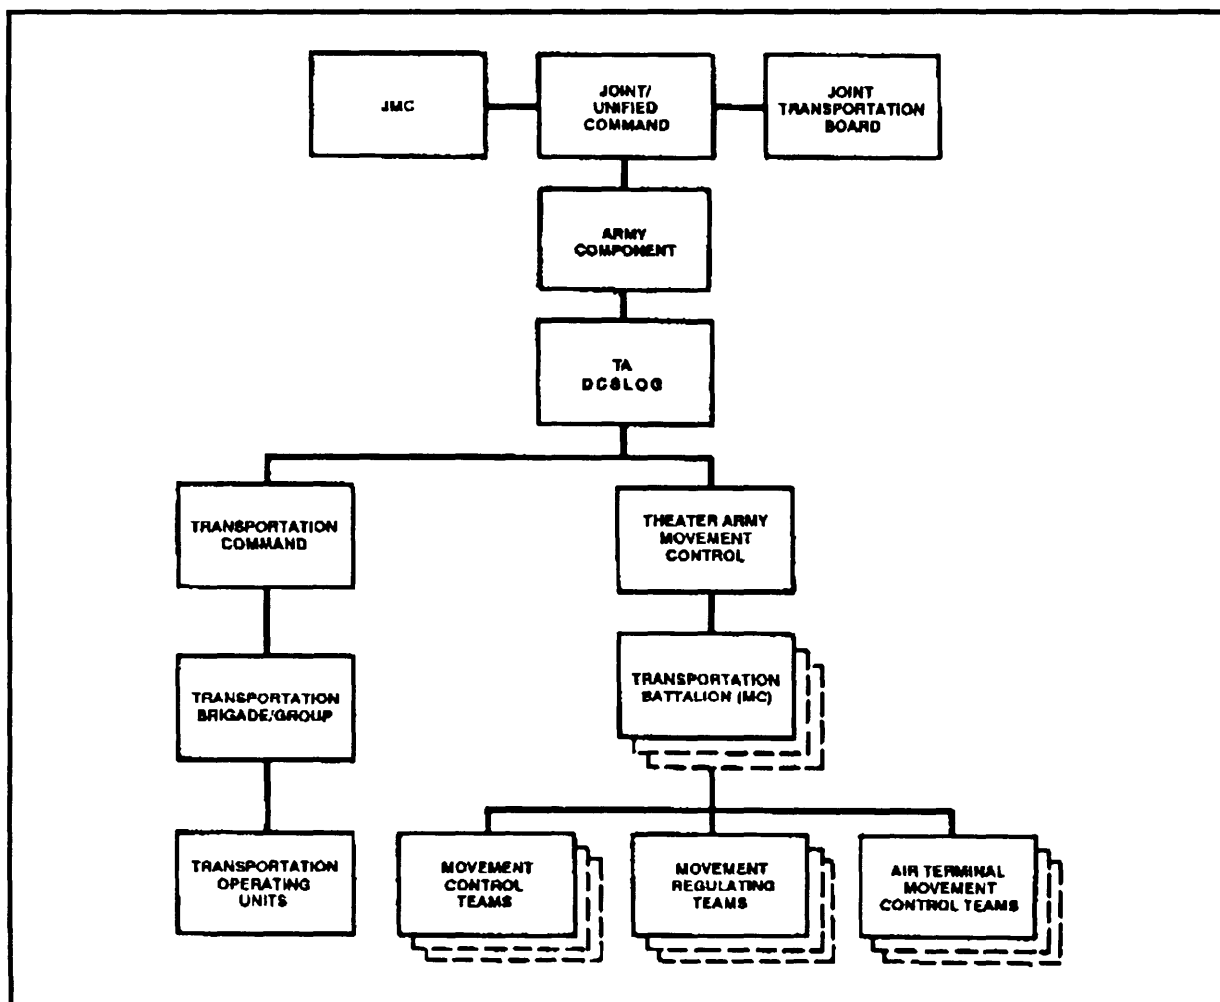 JMC
JOINT/
UNIFIED
COMMAND
JOINT
TRANSPORTATION
BOARD
ARMY
COMPONENT
TA
DCSLOG
TRANSPORTATION
COMMAND
THEATER ARMY
MOVEMENT
CONTROL
TRANSPORTATION
BRIGADE/GROUP
TRANSPORTATION
BATTALION (MC)
TRANSPORTATION
OPERATING
UNITS
MOVEMENT
CONTROL
TEAMS
MOVEMENT
REGULATING
TEAMS
AIR TERMINAL
MOVEMENT
CONTROL TEAMS